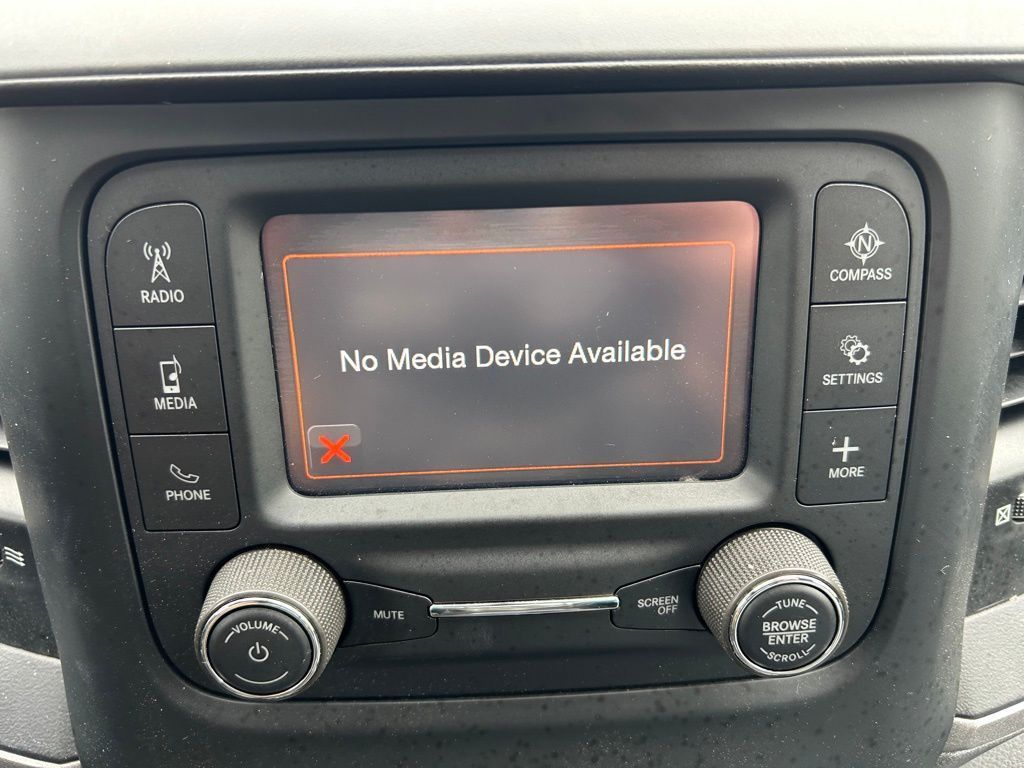 RADIO
MEDIA
PHONE
No Media Device Available
N
COMPASS
SETTINGS
MORE
VOLUME
MUTE
SCREEN
OFF
TUNE
BROWSE
ENTER
SCROLL